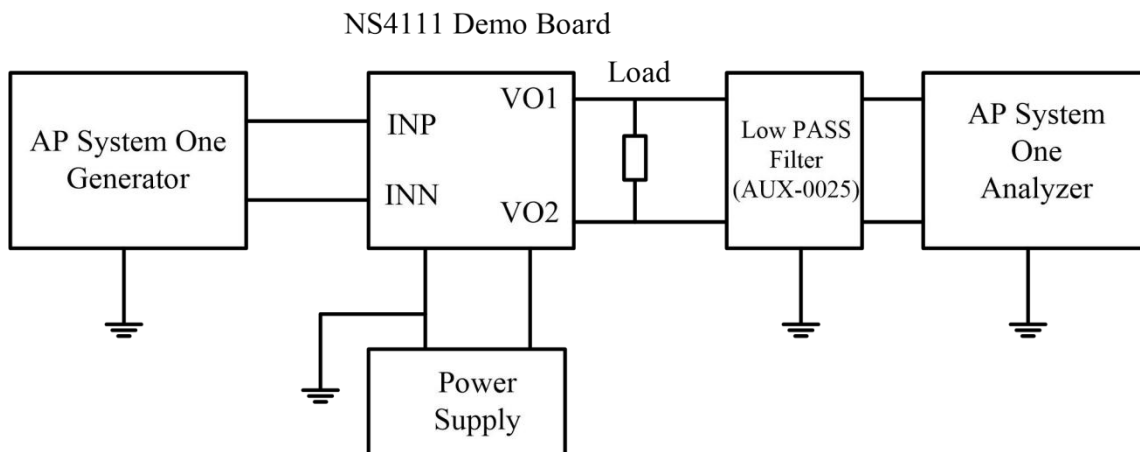 NS4111 Demo Board
AP System One
Generator
INP
INN
VO1
VO2
Load
Low PASS
Filter
(AUX-0025)
AP System
One
Analyzer
Power
Supply